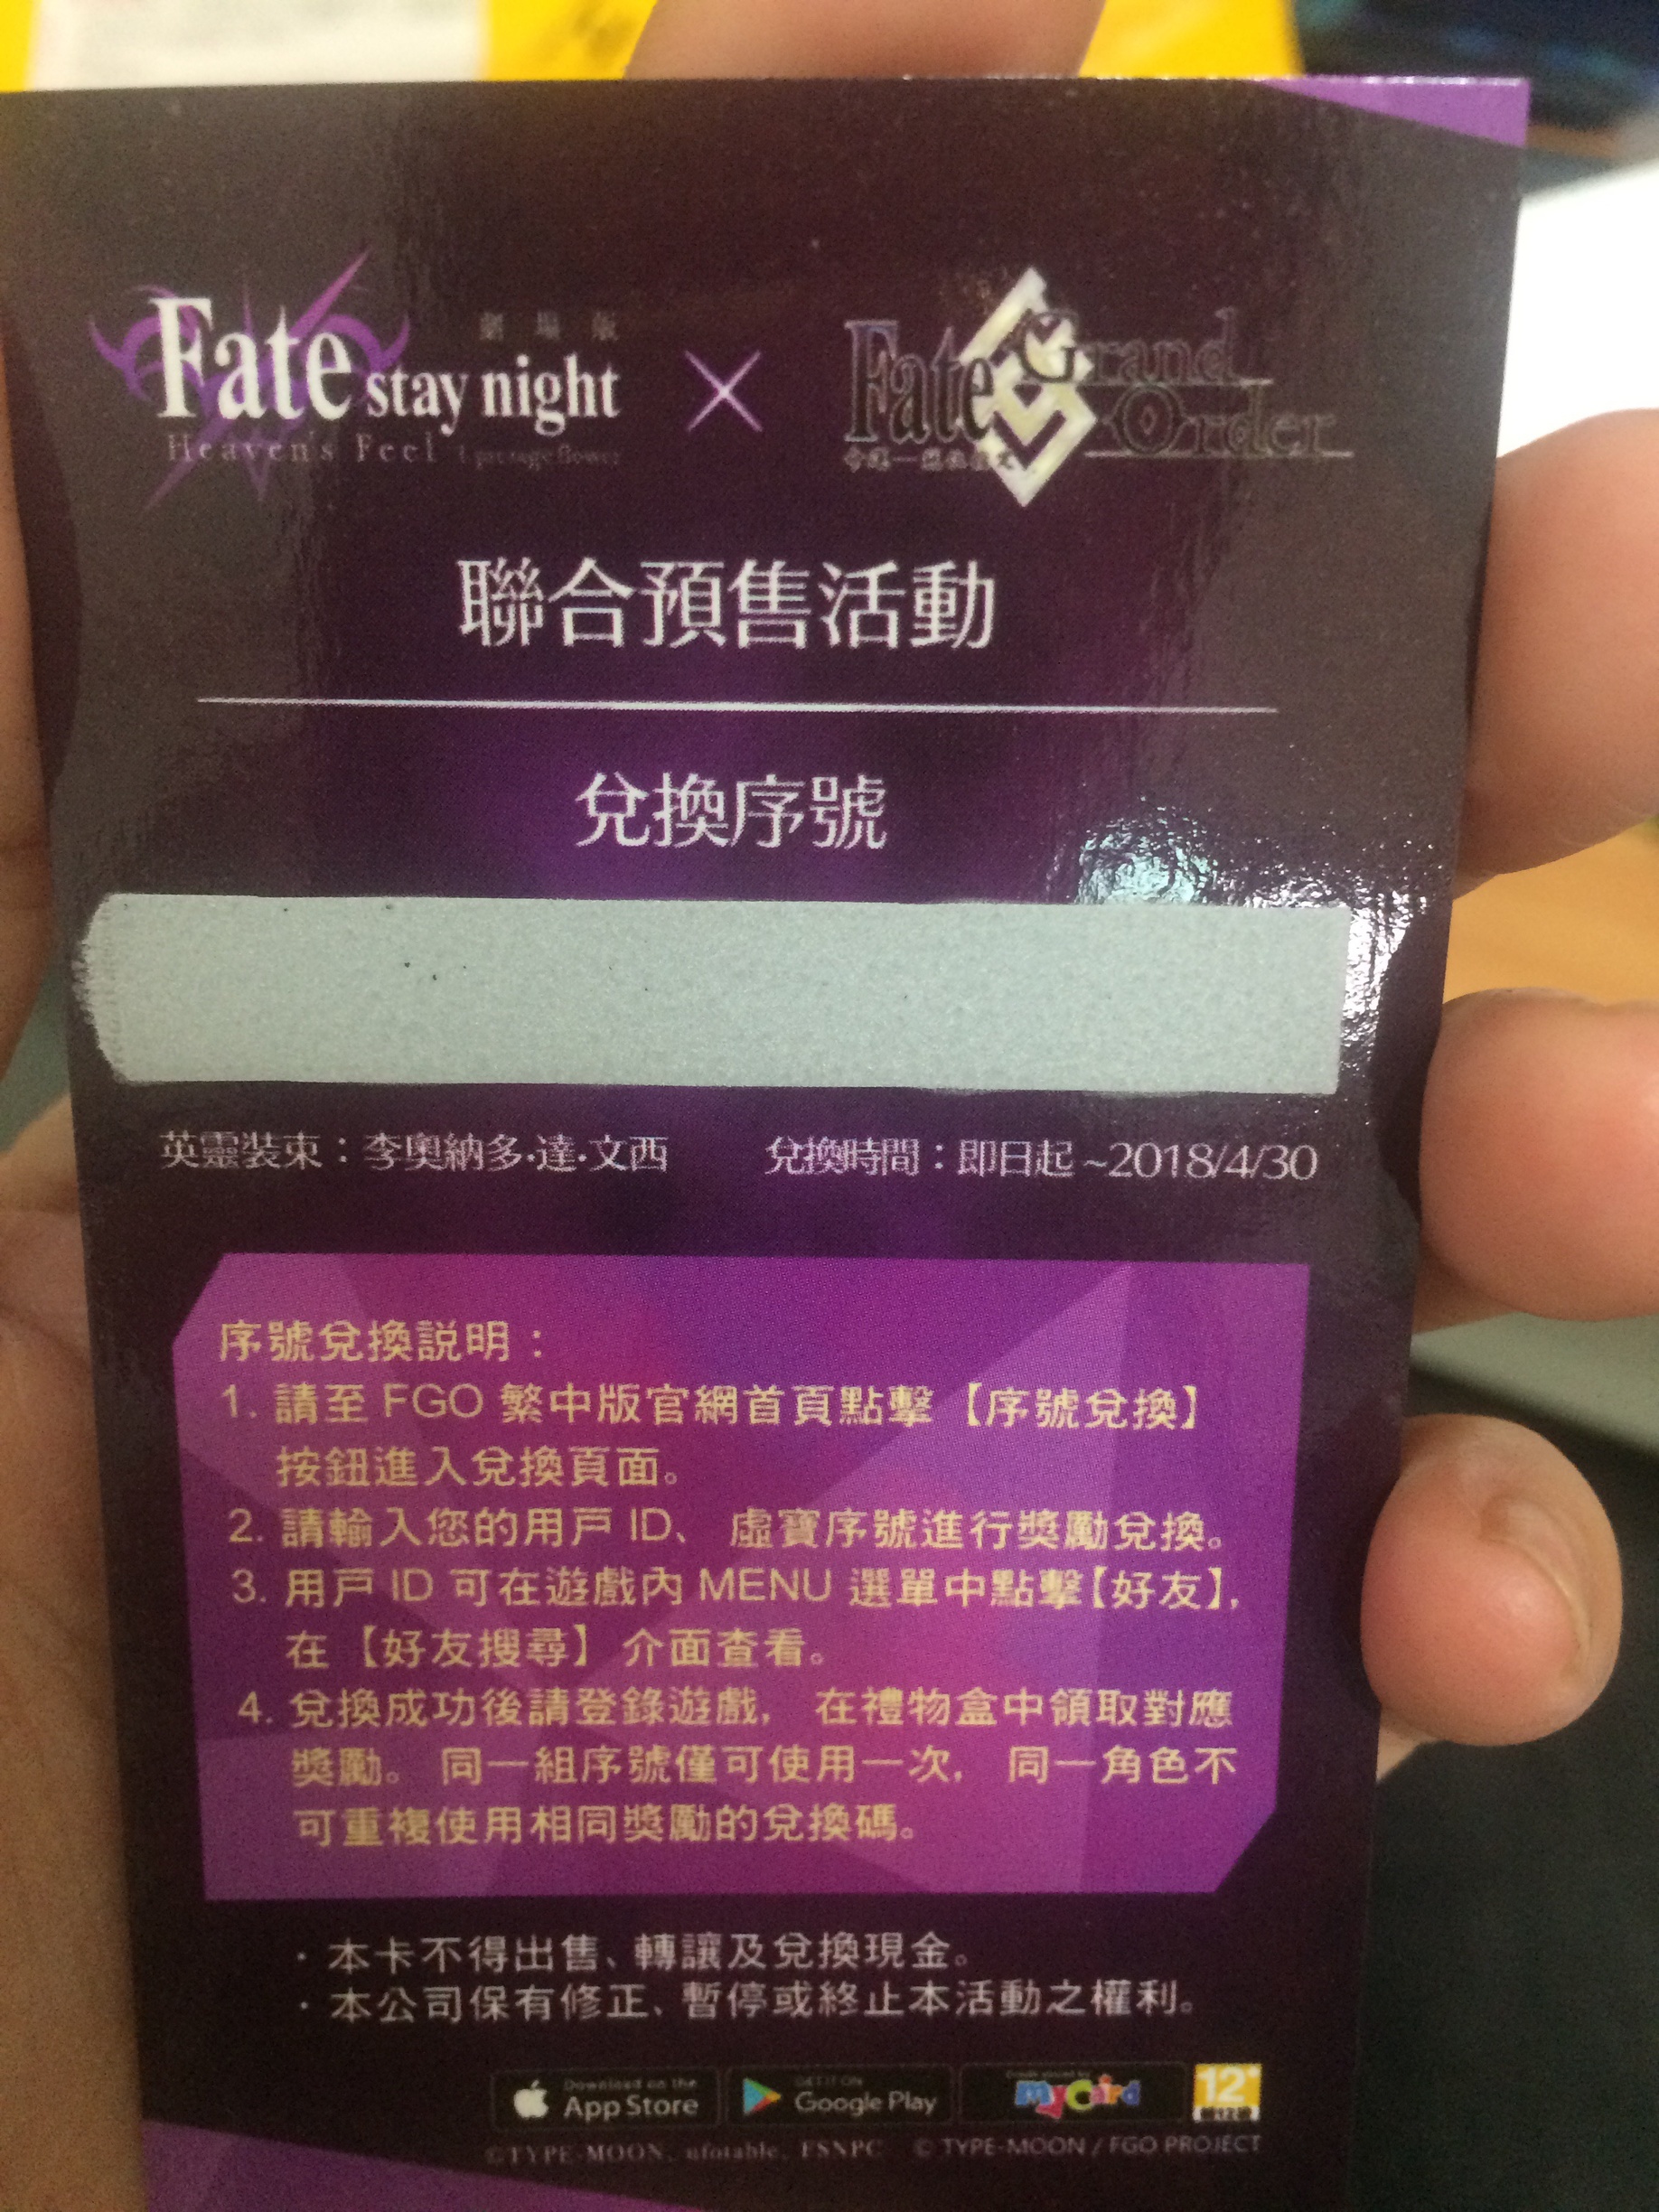 劇場版
Fate stay night × Fate Grand Order
Heaven's Feel I presage flower
聯合預售活動
兌換序號
英靈裝束：李奧納多·達·文西 兌換時間：即日起~2018/4/30
序號兌換說明：
1. 請至 FGO 繁中版官網首頁點擊【序號兌換】
按鈕進入兌換頁面。
2. 請輸入您的用戶 ID、虛寶序號進行獎勵兌換。
3. 用戶 ID 可在遊戲內 MENU 選單中點擊【好友】,
在【好友搜尋】介面查看。
4. 兌換成功後請登錄遊戲, 在禮物盒中領取對應
獎勵。同一組序號僅可使用一次, 同一角色不
可重複使用相同獎勵的兌換碼。
·本卡不得出售、轉讓及兌換現金。
·本公司保有修正、暫停或終止本活動之權利。
Download on the App Store
GET IT ON Google Play
MyCard
12+
©TYPE-MOON、ufotable、FSNPC © TYPE-MOON / FGO PROJECT